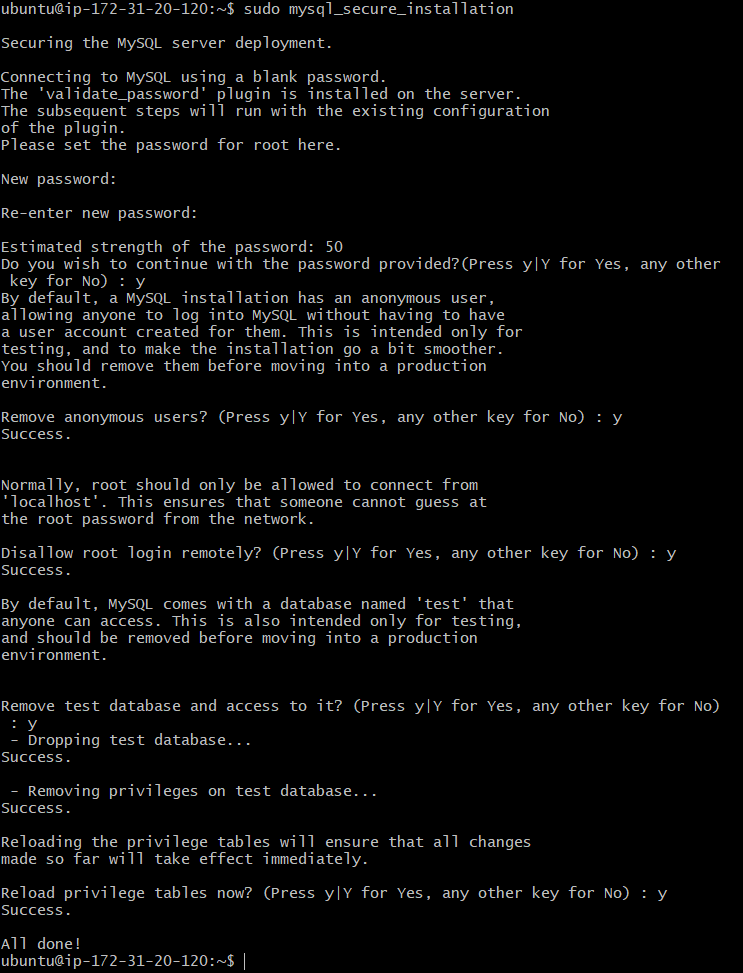 ubuntu@ip-172-31-20-120:~$ sudo mysql_secure_installation
Securing the MySQL server deployment.
Connecting to MySQL using a blank password.
The 'validate_password' plugin is installed on the server.
The subsequent steps will run with the existing configuration
of the plugin.
Please set the password for root here.
New password:
Re-enter new password:
Estimated strength of the password: 50
Do you wish to continue with the password provided?(Press y|Y for Yes, any other
 key for No) : y
By default, a MySQL installation has an anonymous user,
allowing anyone to log into MySQL without having to have
a user account created for them. This is intended only for
testing, and to make the installation go a bit smoother.
You should remove them before moving into a production
environment.
Remove anonymous users? (Press y|Y for Yes, any other key for No) : y
Success.
Normally, root should only be allowed to connect from
'localhost'. This ensures that someone cannot guess at
the root password from the network.
Disallow root login remotely? (Press y|Y for Yes, any other key for No) : y
Success.
By default, MySQL comes with a database named 'test' that
anyone can access. This is also intended only for testing,
and should be removed before moving into a production
environment.
Remove test database and access to it? (Press y|Y for Yes, any other key for No)
 : y
 - Dropping test database...
Success.
 - Removing privileges on test database...
Success.
Reloading the privilege tables will ensure that all changes
made so far will take effect immediately.
Reload privilege tables now? (Press y|Y for Yes, any other key for No) : y
Success.
All done!
ubuntu@ip-172-31-20-120:~$